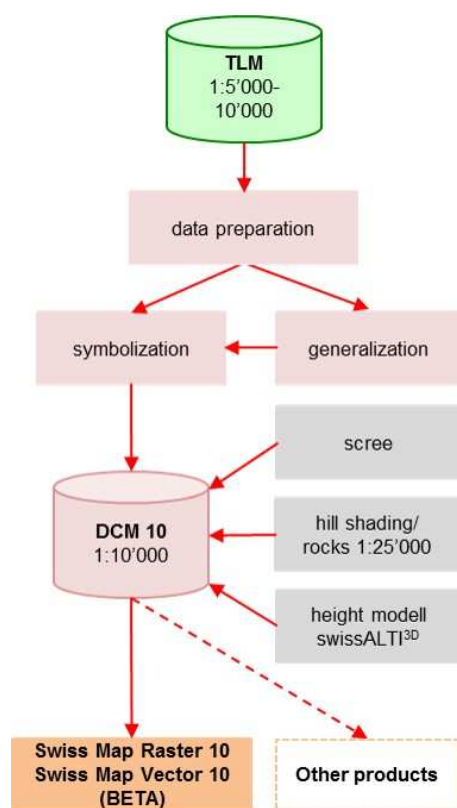 TLM
1:5'000-
10'000
data preparation
symbolization
generalization
scree
DCM 10
1:10'000
hill shading/
rocks 1:25'000
height modell
swissALTI3D
Swiss Map Raster 10
Swiss Map Vector 10
(BETA)
Other products